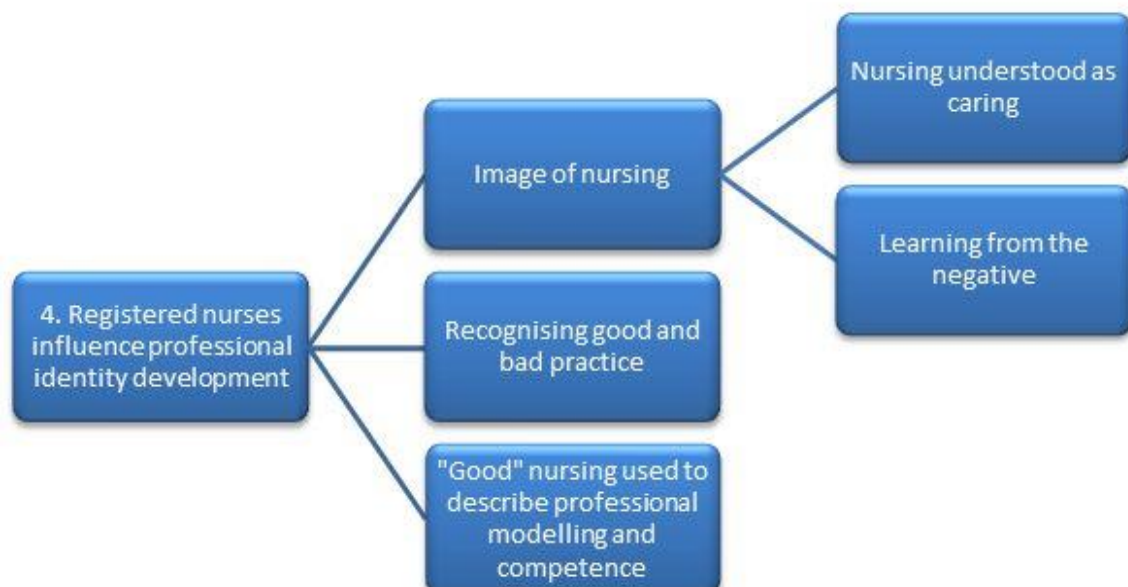 4. Registered nurses
influence professional
identity development
Image of nursing
Recognising good and
bad practice
"Good" nursing used to
describe professional
modelling and
competence
Nursing understood as
caring
Learning from the
negative